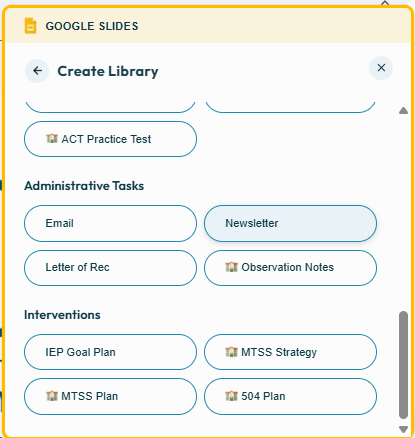 GOOGLE SLIDES
Create Library
ACT Practice Test
Administrative Tasks
Email
Newsletter
Letter of Rec
Observation Notes
Interventions
IEP Goal Plan
MTSS Strategy
MTSS Plan
504 Plan